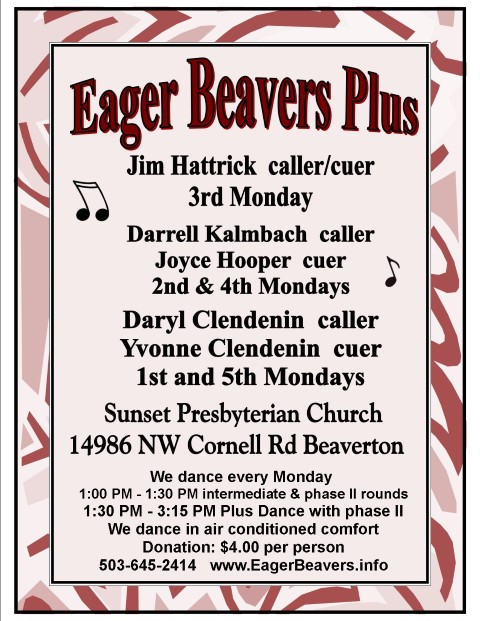 Eager Beavers Plus
Jim Hattrick caller/cuer
3rd Monday
Darrell Kalmbach caller
Joyce Hooper cuer
2nd & 4th Mondays
Daryl Clendenin caller
Yvonne Clendenin cuer
1st and 5th Mondays
Sunset Presbyterian Church
14986 NW Cornell Rd Beaverton
We dance every Monday
1:00 PM - 1:30 PM intermediate & phase II rounds
1:30 PM - 3:15 PM Plus Dance with phase II
We dance in air conditioned comfort
Donation: $4.00 per person
503-645-2414 www.EagerBeavers.info